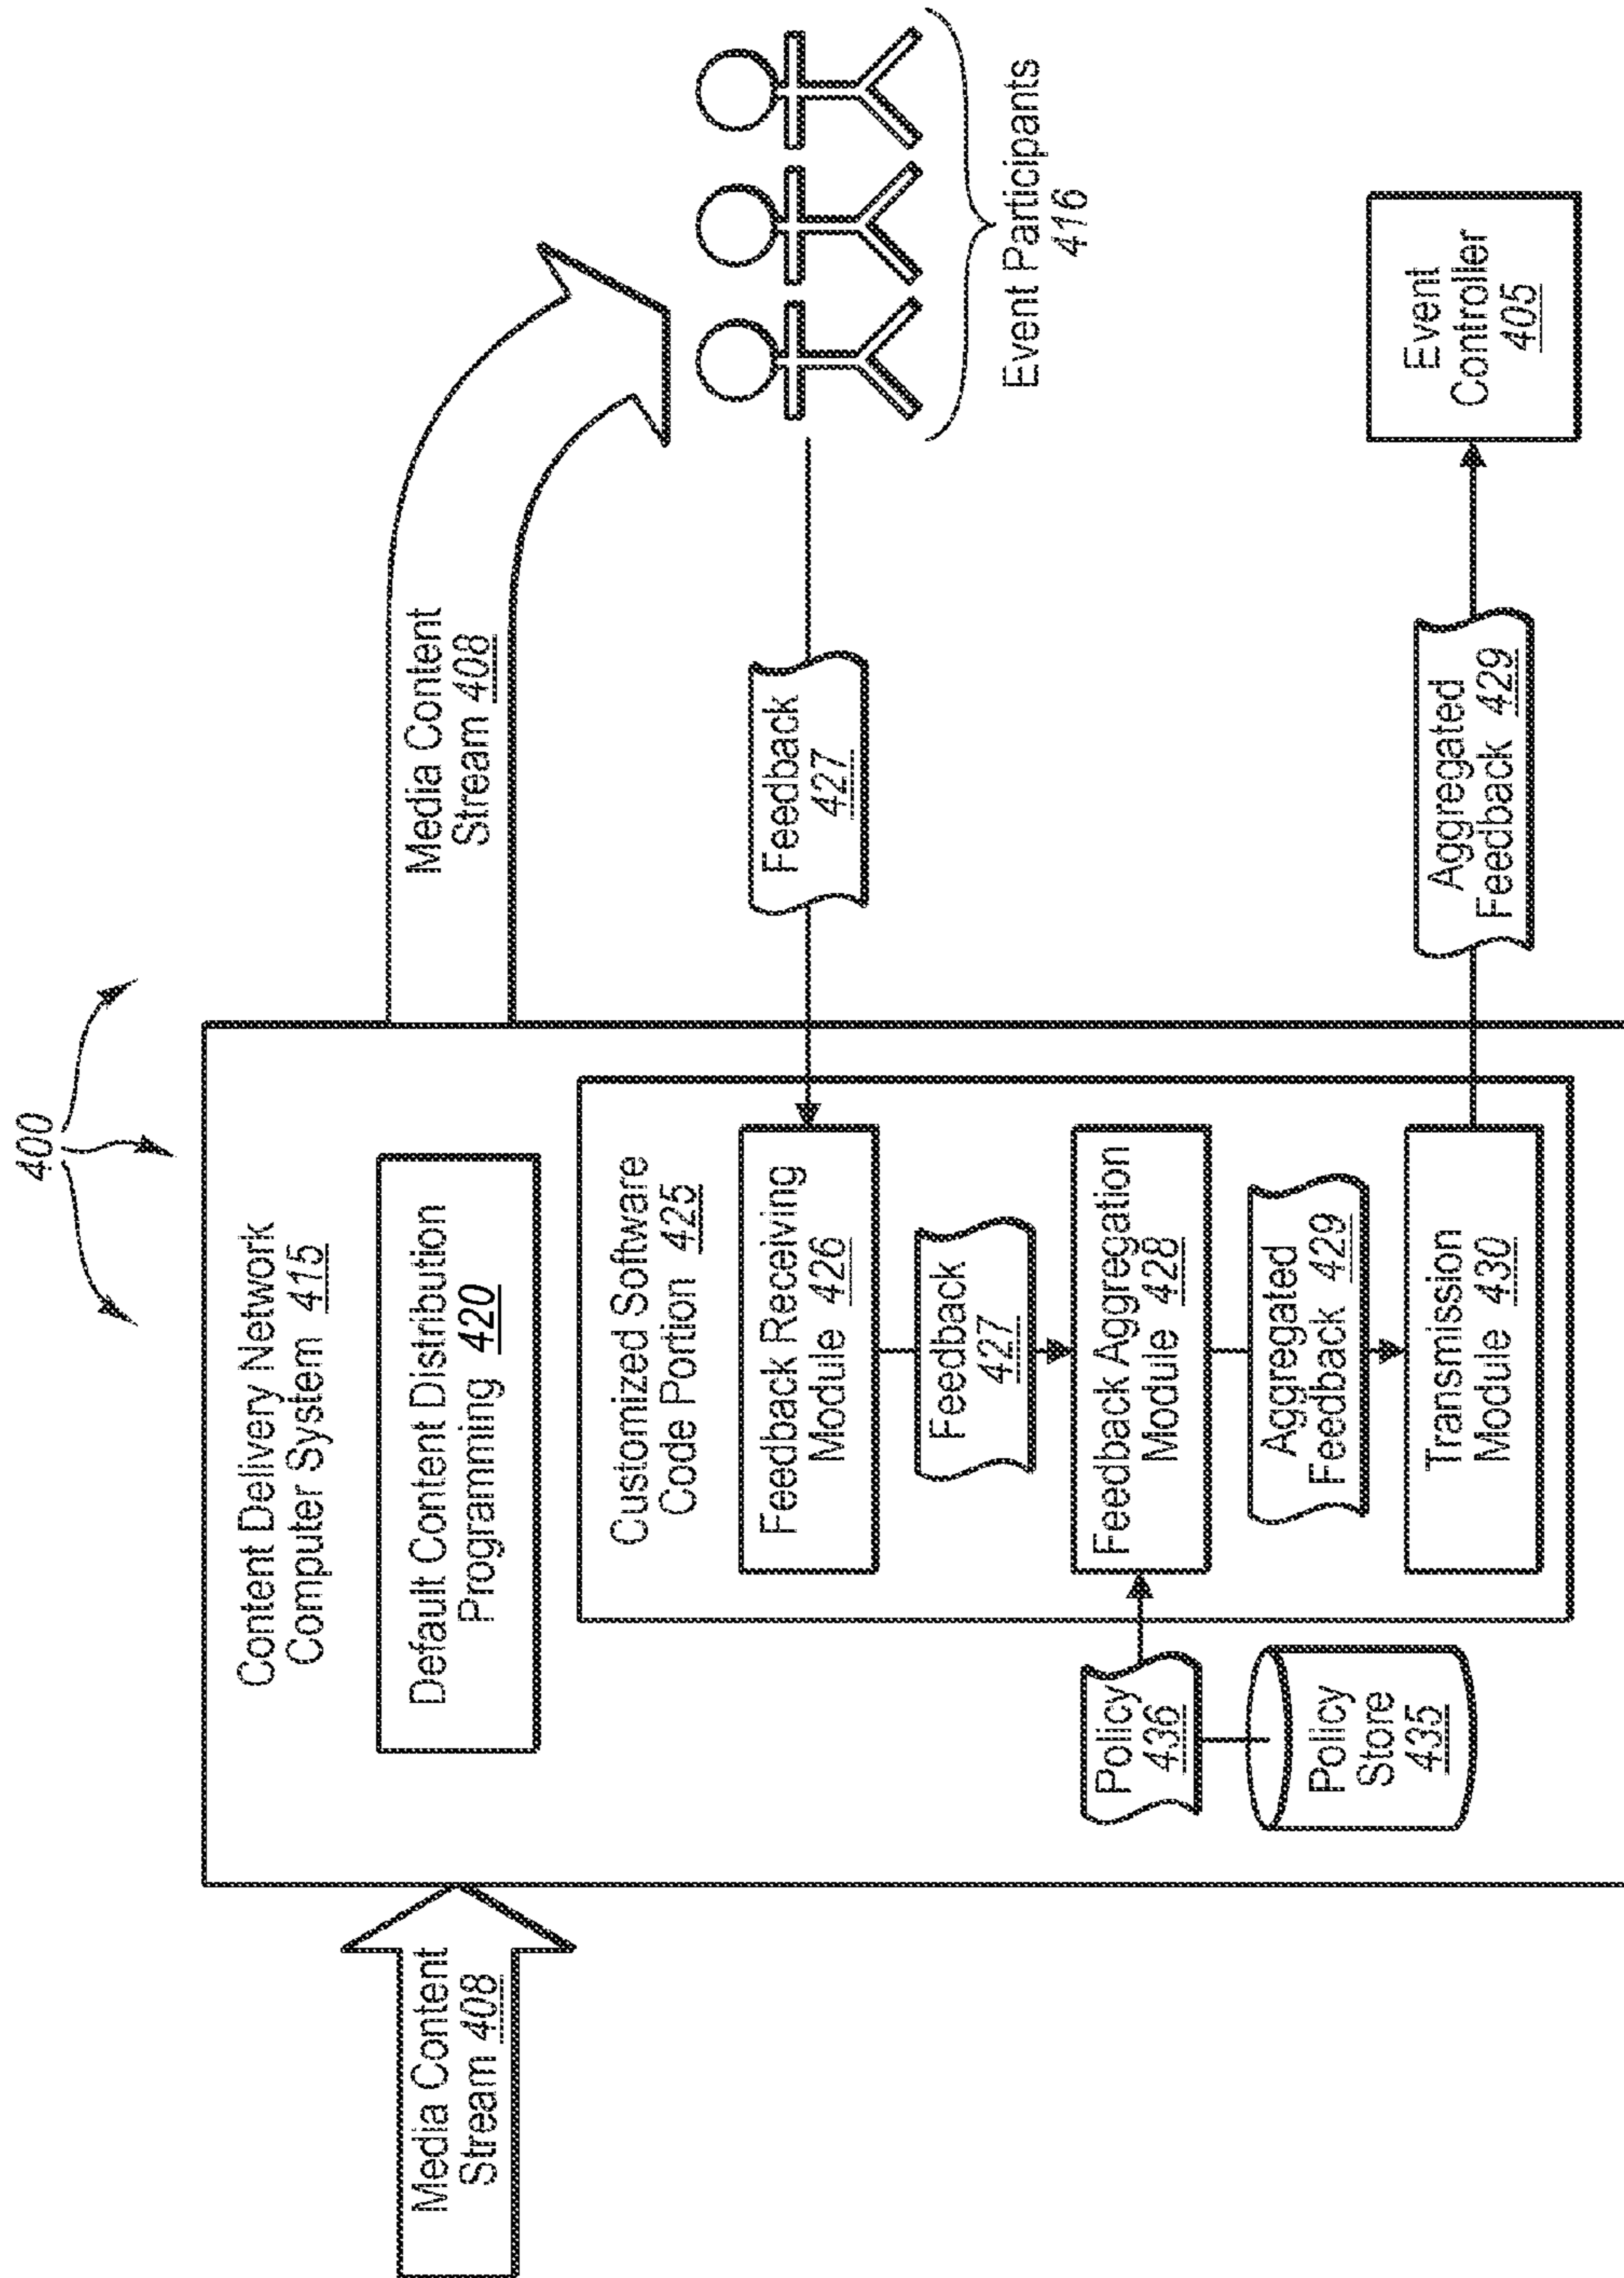 400
Media Content
Stream 408
Content Delivery Network
Computer System 415
Default Content Distribution
Programming 420
Customized Software
Code Portion 425
Feedback Receiving
Module 426
Feedback
427
Feedback Aggregation
Module 428
Aggregated
Feedback 429
Transmission
Module 430
Policy
436
Policy
Store
435
Media Content
Stream 408
Feedback
427
Event Participants
416
Aggregated
Feedback 429
Event
Controller
405